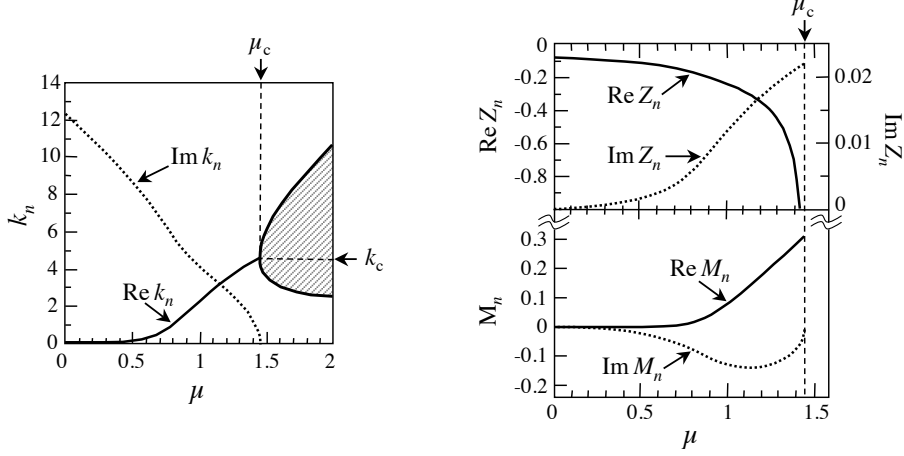 μc
14
12
10
8
6
4
2
0
kn
Im kn
Re kn
kc
0
0.5
1
1.5
2
μ
μc
0
-0.2
-0.4
-0.6
-0.8
Re Zn
Re Zn
Im Zn
0.02
0.01
0
Im Zn
0.3
0.2
0.1
0
-0.1
-0.2
Mn
Re Mn
Im Mn
0
0.5
1
1.5
μ